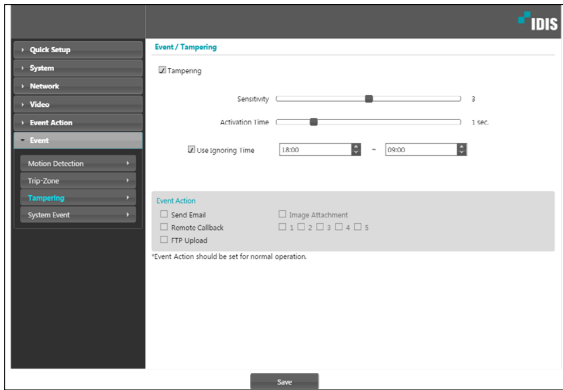 IDIS
Quick Setup
System
Network
Video
Event Action
Event
Motion Detection
Trip-Zone
Tampering
System Event
Event / Tampering
Tampering
Sensitivity 3
Activation Time 1 sec.
Use Ignoring Time 18:00 ~ 09:00
Event Action
Send Email Image Attachment
Remote Callback 1 2 3 4 5
FTP Upload
*Event Action should be set for normal operation.
Save